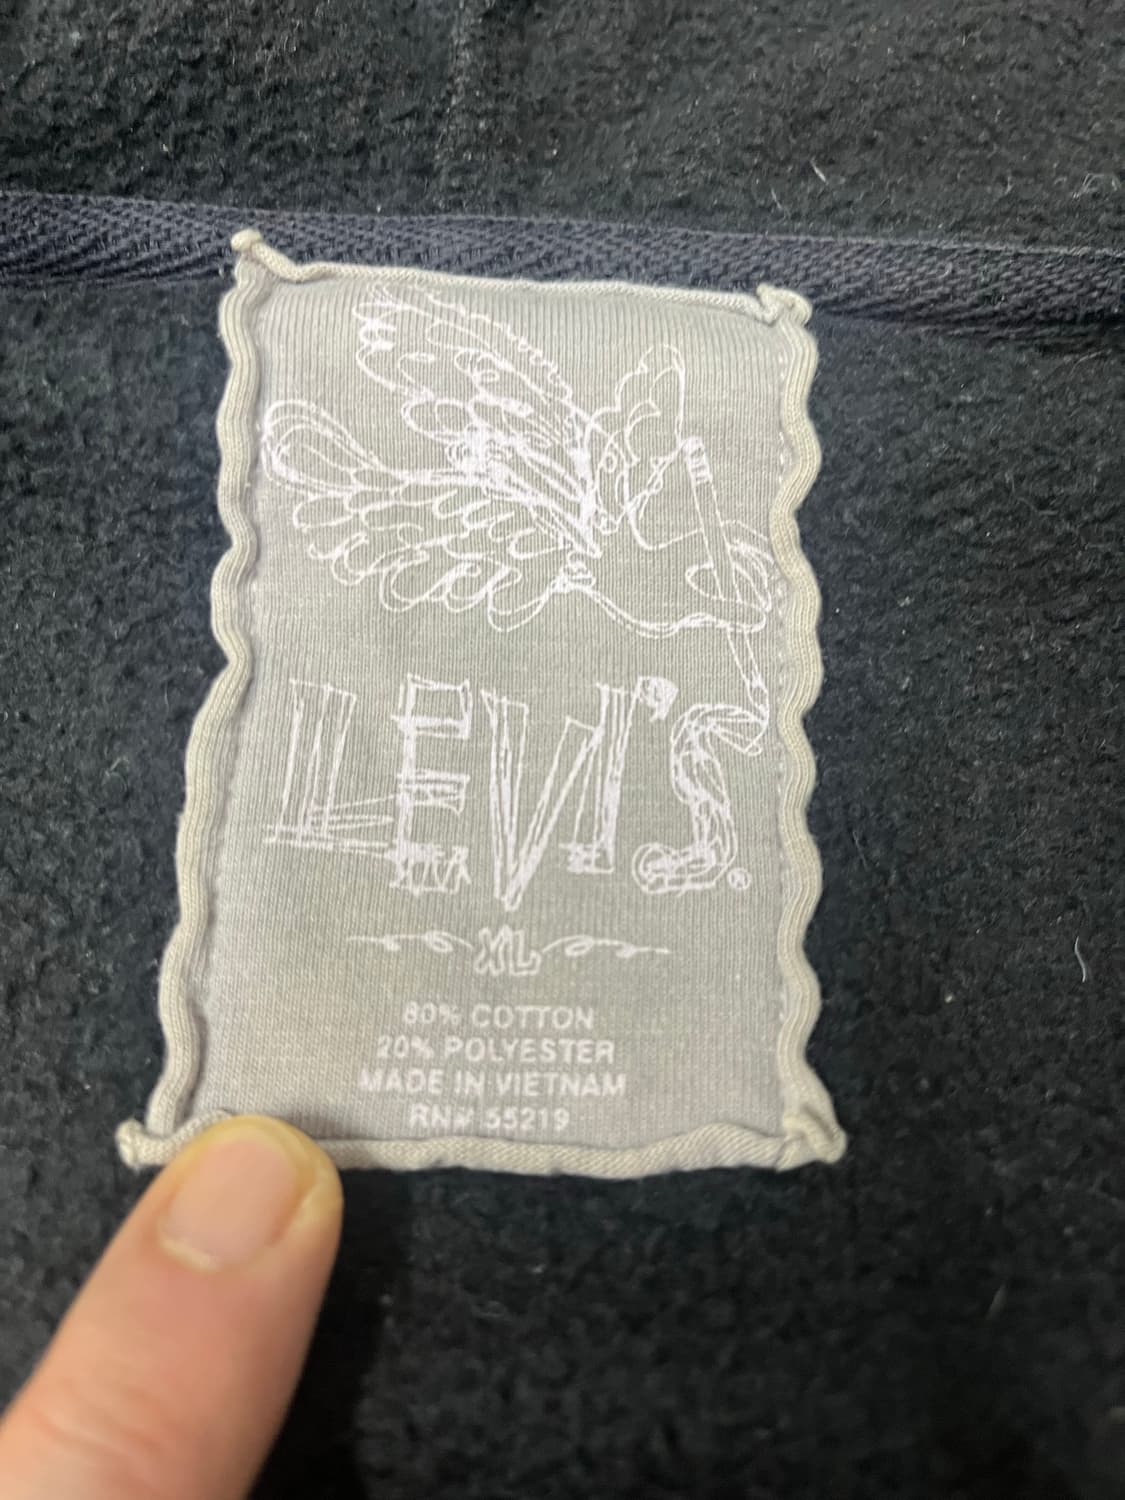 LEVI'S®
XL
80% COTTON
20% POLYESTER
MADE IN VIETNAM
RN# 55219